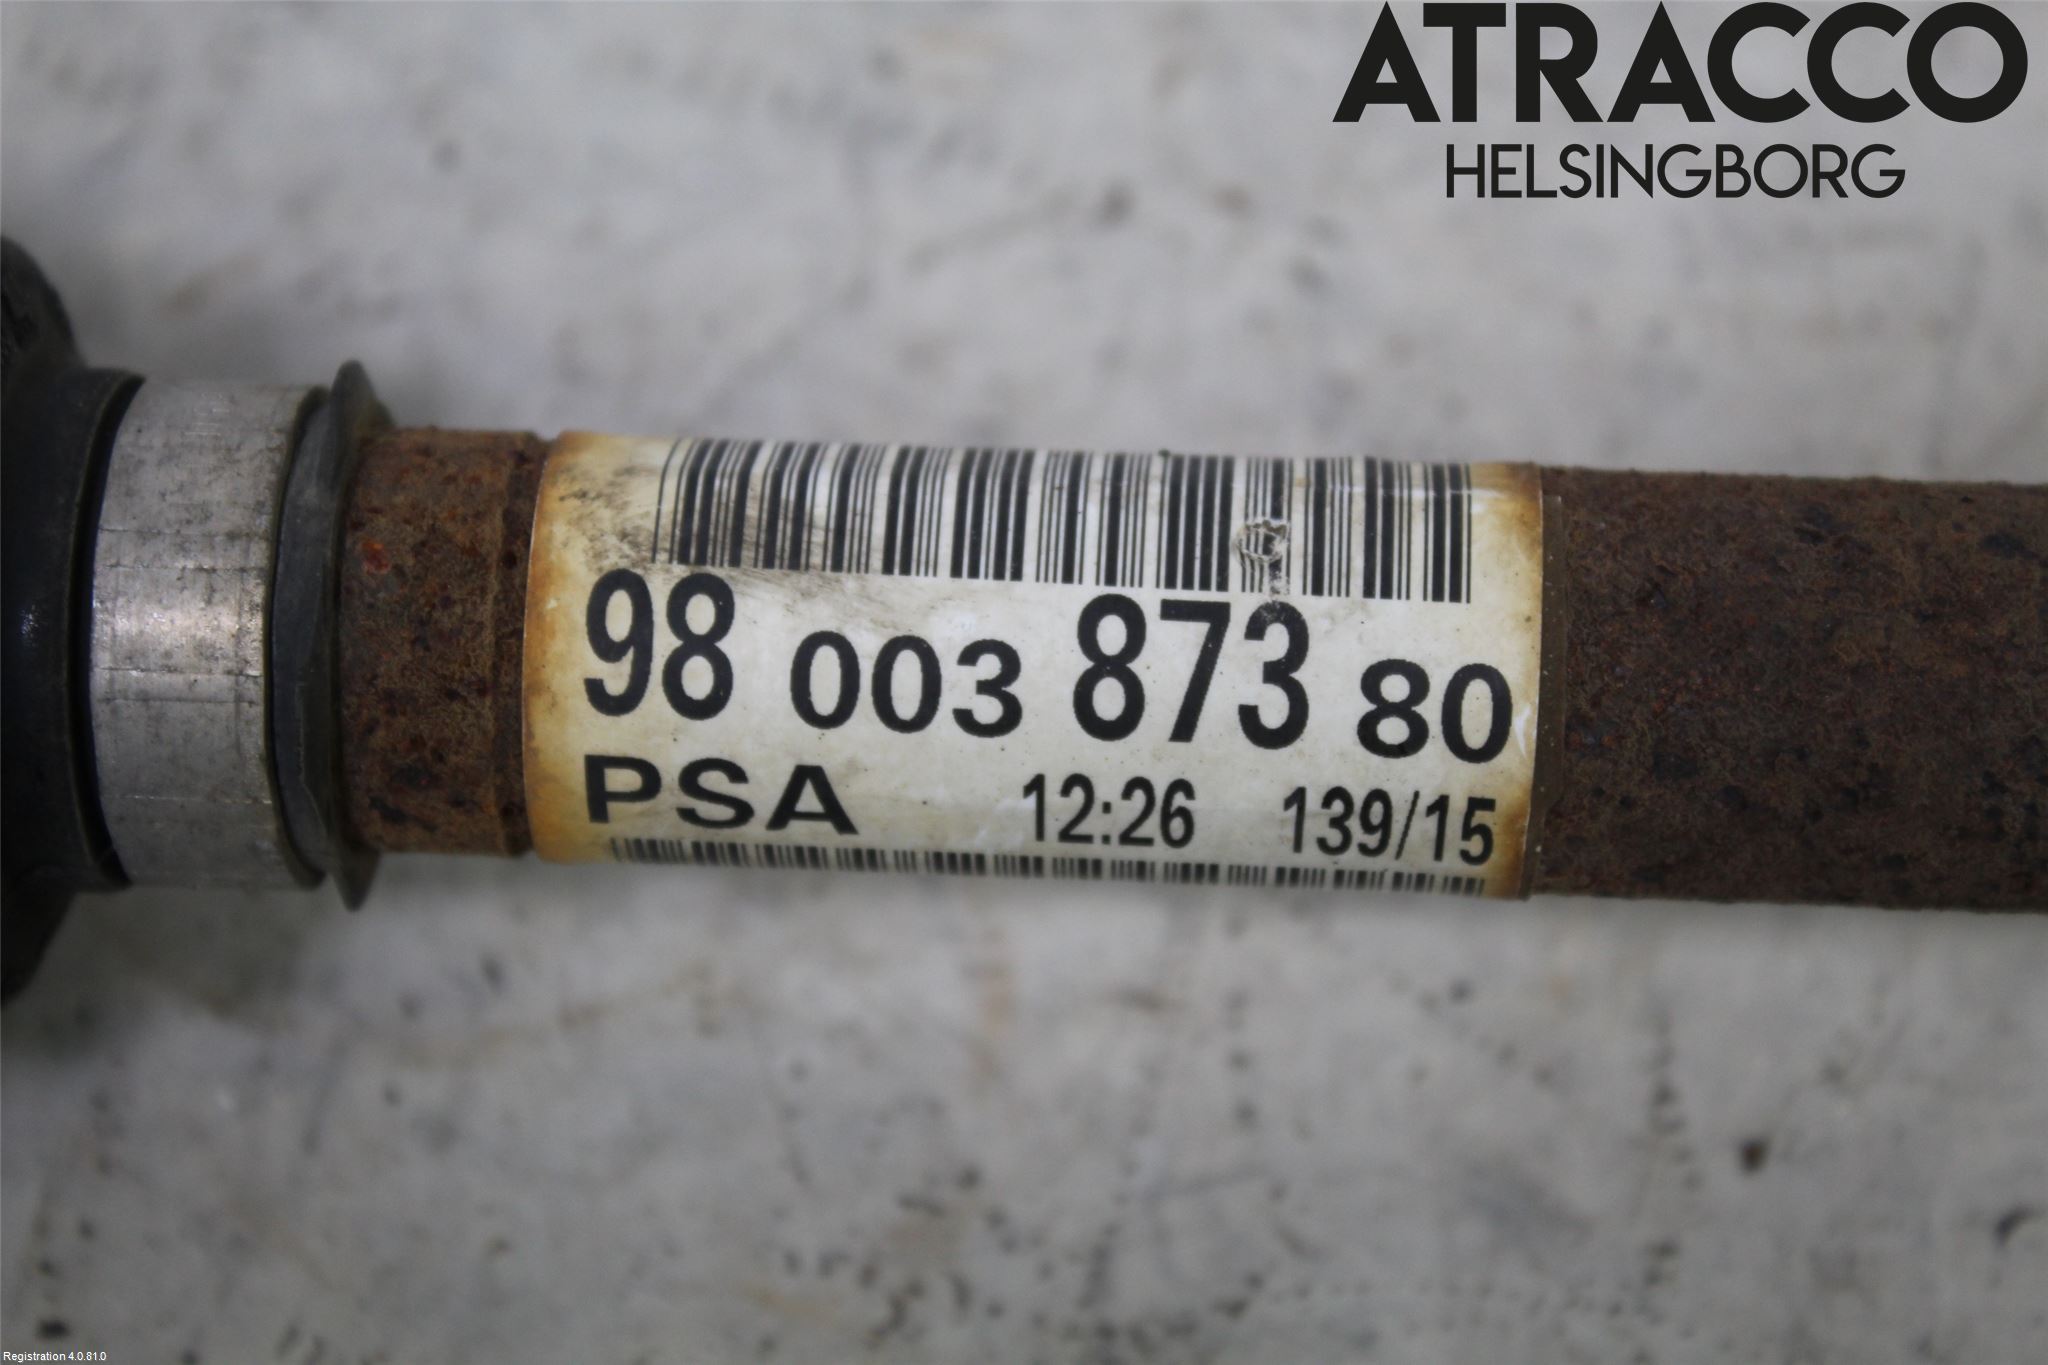 ATRACCO
HELSINGBORG
98 003 873 80
PSA 12:26 139/15
Registration 4.0.81.0